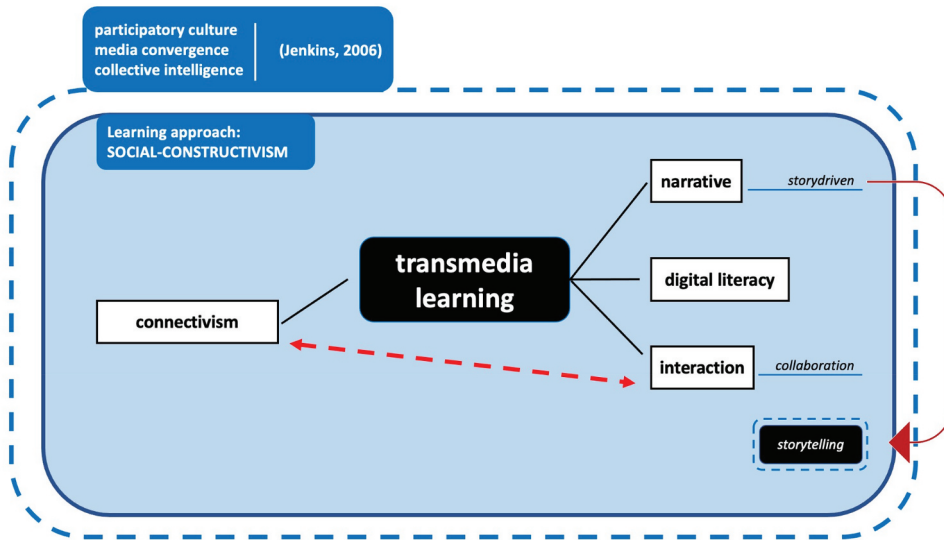 participatory culture
media convergence
collective intelligence
(Jenkins, 2006)
Learning approach:
SOCIAL-CONSTRUCTIVISM
narrative
storydriven
transmedia
learning
digital literacy
connectivism
interaction
collaboration
storytelling